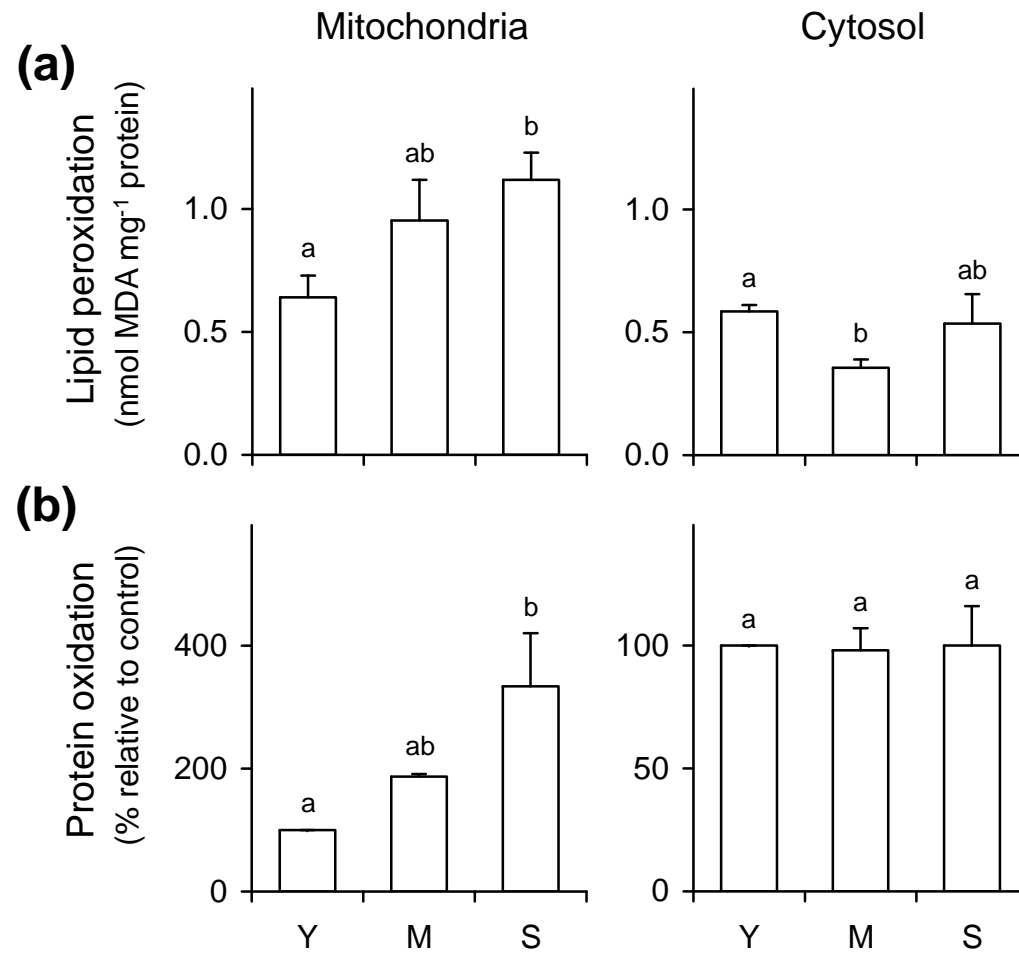 Mitochondria
Cytosol
(a)
Lipid peroxidation
(nmol MDA mg⁻¹ protein)
1.0
0.5
0.0
a
ab
b
1.0
0.5
0.0
a
b
ab
(b)
Protein oxidation
(% relative to control)
400
200
0
a
ab
b
Y
M
S
100
50
0
a
a
a
Y
M
S